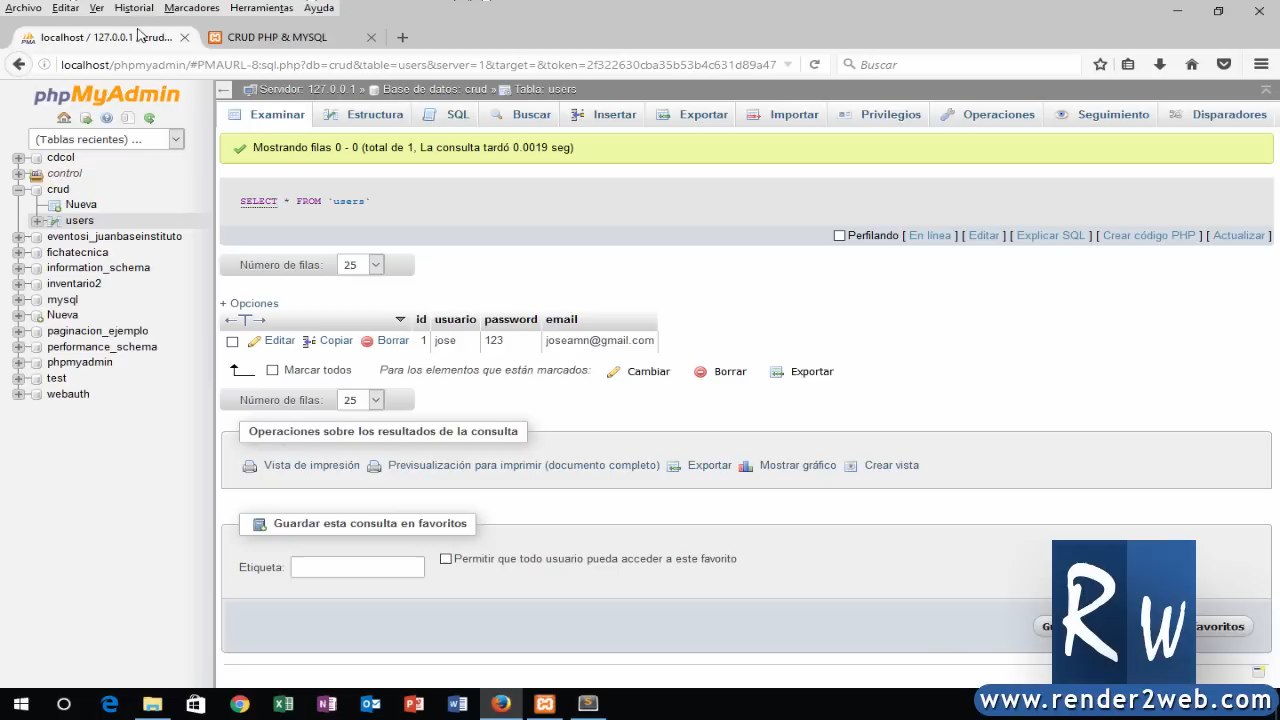 Archivo Editar Ver Historial Marcadores Herramientas Ayuda
localhost / 127.0.0.1 / crud... CRUD PHP & MYSQL
localhost/phpmyadmin/#PMAURL-8:sql.php?db=crud&table=users&server=1&target=&token=2f322630cba35b53b4c631d89a47 Buscar
phpMyAdmin
(Tablas recientes) ...
cdcol
control
crud
Nueva
users
eventosi_juanbaseinstituto
fichatecnica
information_schema
inventario2
mysql
Nueva
paginacion_ejemplo
performance_schema
phpmyadmin
test
webauth
Servidor: 127.0.0.1 » Base de datos: crud » Tabla: users
Examinar Estructura SQL Buscar Insertar Exportar Importar Privilegios Operaciones Seguimiento Disparadores
Mostrando filas 0 - 0 (total de 1, La consulta tardó 0.0019 seg)
SELECT * FROM `users`
Perfilando [ En línea ] [ Editar ] [ Explicar SQL ] [ Crear código PHP ] [ Actualizar ]
Número de filas: 25
+ Opciones
id usuario password email
Editar Copiar Borrar 1 jose 123 joseamn@gmail.com
Marcar todos Para los elementos que están marcados: Cambiar Borrar Exportar
Número de filas: 25
Operaciones sobre los resultados de la consulta
Vista de impresión Previsualización para imprimir (documento completo) Exportar Mostrar gráfico Crear vista
Guardar esta consulta en favoritos
Etiqueta: Permitir que todo usuario pueda acceder a este favorito
RW
www.render2web.com